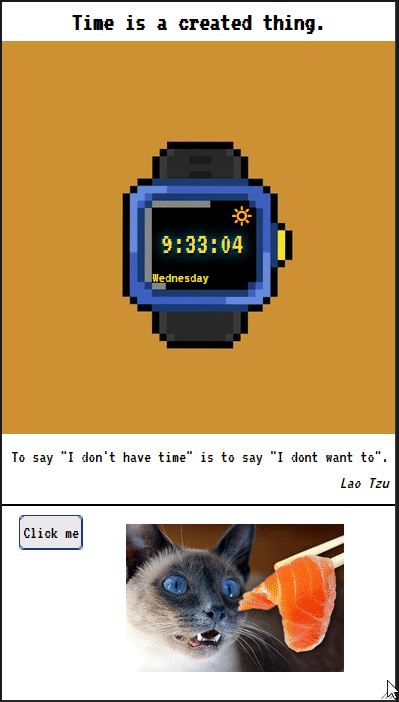 Time is a created thing.
9:33:04
Wednesday
To say "I don't have time" is to say "I dont want to".
Lao Tzu
Click me